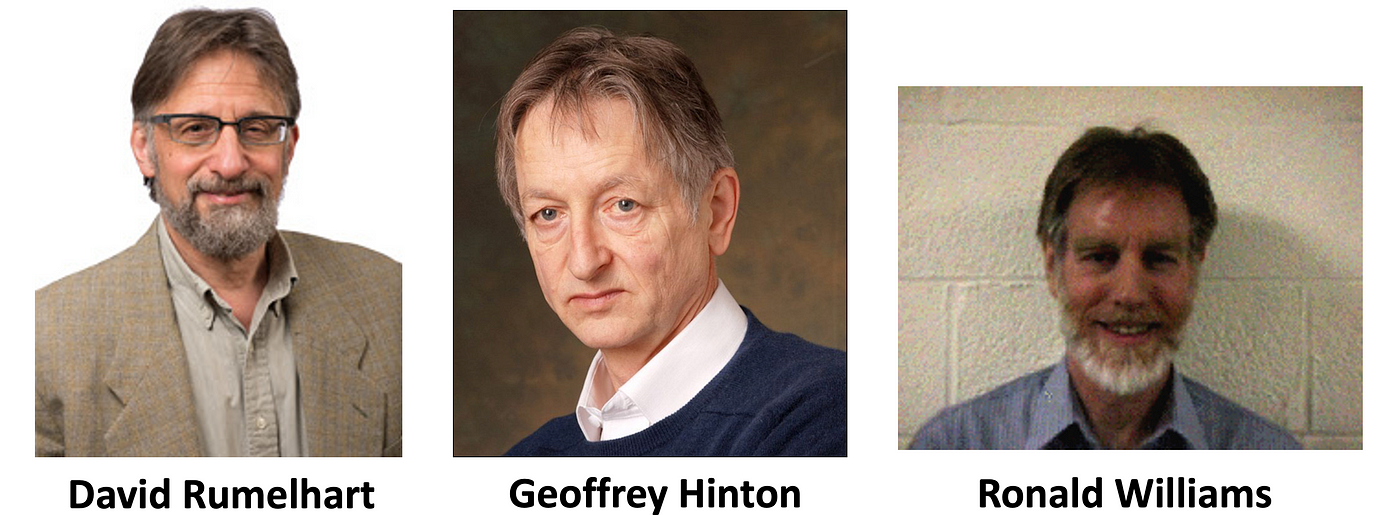 David Rumelhart
Geoffrey Hinton
Ronald Williams